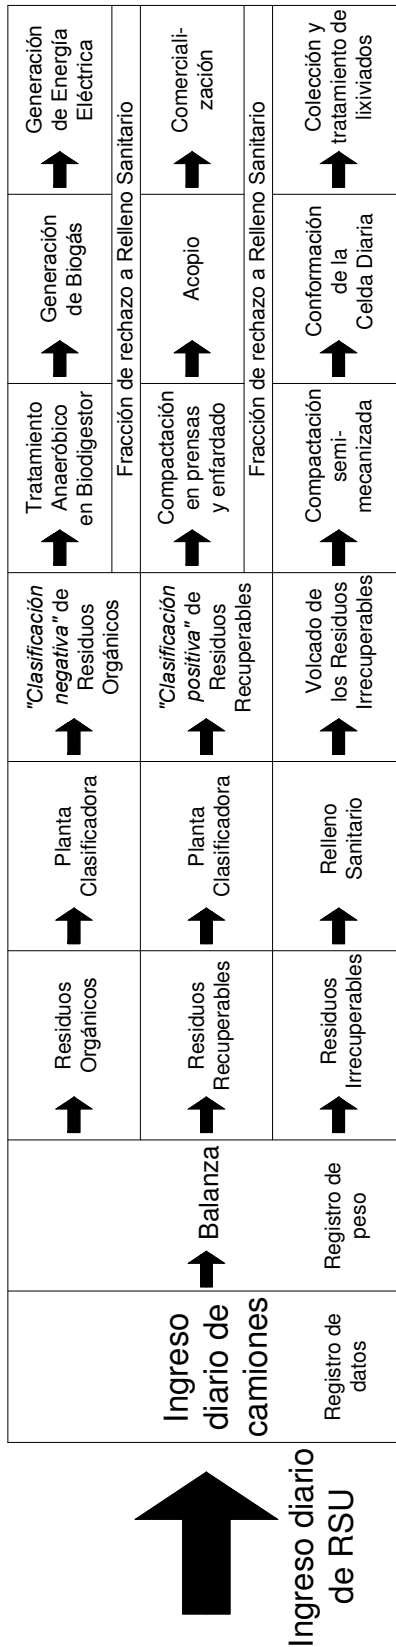 Ingreso diario
de RSU
Ingreso
diario de
camiones
Registro de
datos
Balanza
Registro de
peso
Residuos
Orgánicos
Planta
Clasificadora
"Clasificación
negativa" de
Residuos
Orgánicos
Tratamiento
Anaeróbico
en Biodigestor
Generación
de Biogás
Generación
de Energía
Eléctrica
Fracción de rechazo a Relleno Sanitario
Residuos
Recuperables
Planta
Clasificadora
"Clasificación
positiva" de
Residuos
Recuperables
Compactación
en prensas
y enfardado
Acopio
Comerciali-
zación
Fracción de rechazo a Relleno Sanitario
Residuos
Irrecuperables
Relleno
Sanitario
Volcado de
los Residuos
Irrecuperables
Compactación
semi-
mecanizada
Conformación
de la
Celda Diaria
Colección y
tratamiento de
lixiviados